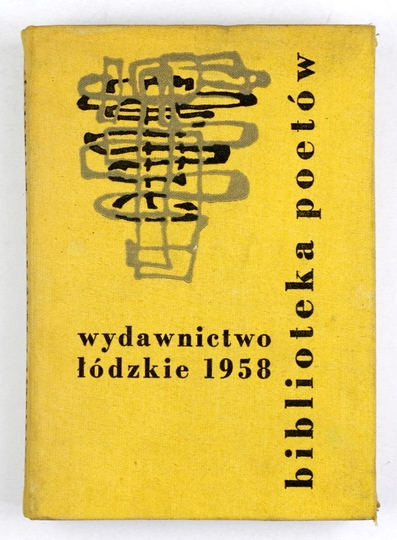 wydawnictwo
łódzkie 1958
biblioteka poetów